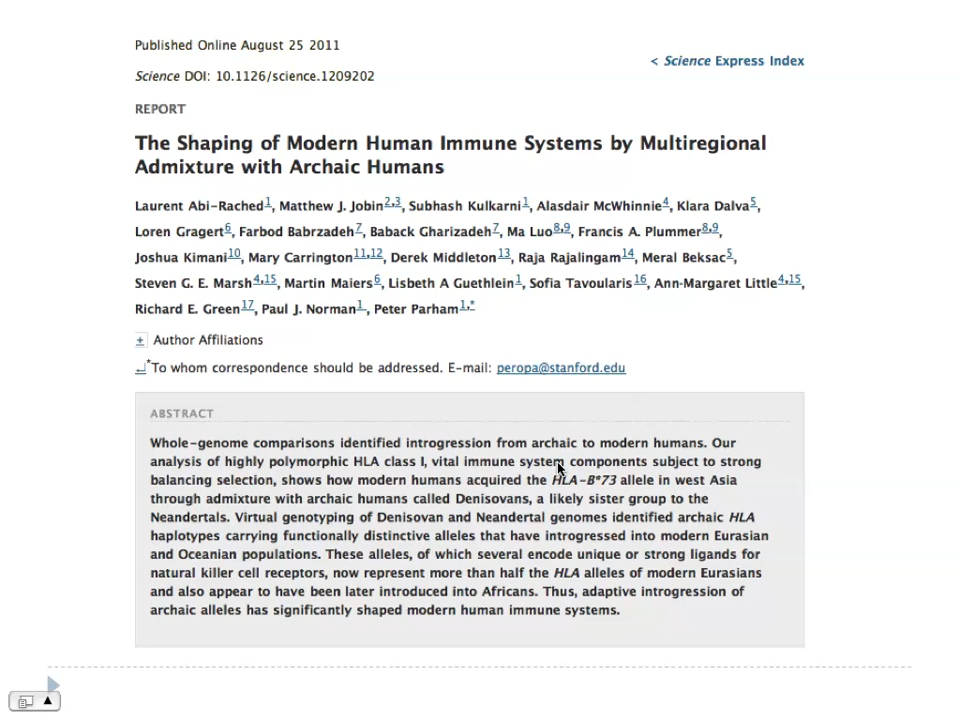 Published Online August 25 2011
< Science Express Index
Science DOI: 10.1126/science.1209202
REPORT
The Shaping of Modern Human Immune Systems by Multiregional
Admixture with Archaic Humans
Laurent Abi-Rached1, Matthew J. Jobin2,3, Subhash Kulkarni1, Alasdair McWhinnie4, Klara Dalva5,
Loren Gragert6, Farbod Babrzadeh7, Baback Gharizadeh7, Ma Luo8,9, Francis A. Plummer8,9,
Joshua Kimani10, Mary Carrington11,12, Derek Middleton13, Raja Rajalingam14, Meral Beksac5,
Steven G. E. Marsh4,15, Martin Maiers6, Lisbeth A Guethlein1, Sofia Tavoularis16, Ann-Margaret Little4,15,
Richard E. Green17, Paul J. Norman1, Peter Parham1,*
+ Author Affiliations
*To whom correspondence should be addressed. E-mail: peropa@stanford.edu
ABSTRACT
Whole-genome comparisons identified introgression from archaic to modern humans. Our
analysis of highly polymorphic HLA class I, vital immune system components subject to strong
balancing selection, shows how modern humans acquired the HLA-B*73 allele in west Asia
through admixture with archaic humans called Denisovans, a likely sister group to the
Neandertals. Virtual genotyping of Denisovan and Neandertal genomes identified archaic HLA
haplotypes carrying functionally distinctive alleles that have introgressed into modern Eurasian
and Oceanian populations. These alleles, of which several encode unique or strong ligands for
natural killer cell receptors, now represent more than half the HLA alleles of modern Eurasians
and also appear to have been later introduced into Africans. Thus, adaptive introgression of
archaic alleles has significantly shaped modern human immune systems.